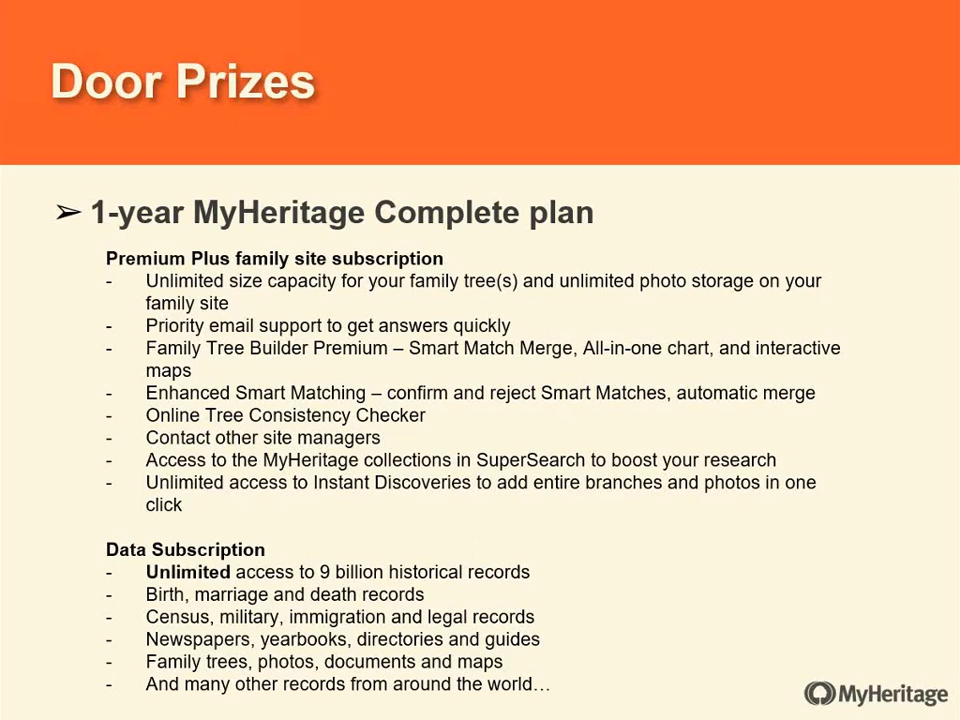 Door Prizes
➢ 1-year MyHeritage Complete plan
Premium Plus family site subscription
- Unlimited size capacity for your family tree(s) and unlimited photo storage on your
family site
- Priority email support to get answers quickly
- Family Tree Builder Premium – Smart Match Merge, All-in-one chart, and interactive
maps
- Enhanced Smart Matching – confirm and reject Smart Matches, automatic merge
- Online Tree Consistency Checker
- Contact other site managers
- Access to the MyHeritage collections in SuperSearch to boost your research
- Unlimited access to Instant Discoveries to add entire branches and photos in one
click
Data Subscription
- Unlimited access to 9 billion historical records
- Birth, marriage and death records
- Census, military, immigration and legal records
- Newspapers, yearbooks, directories and guides
- Family trees, photos, documents and maps
- And many other records from around the world…
MyHeritage